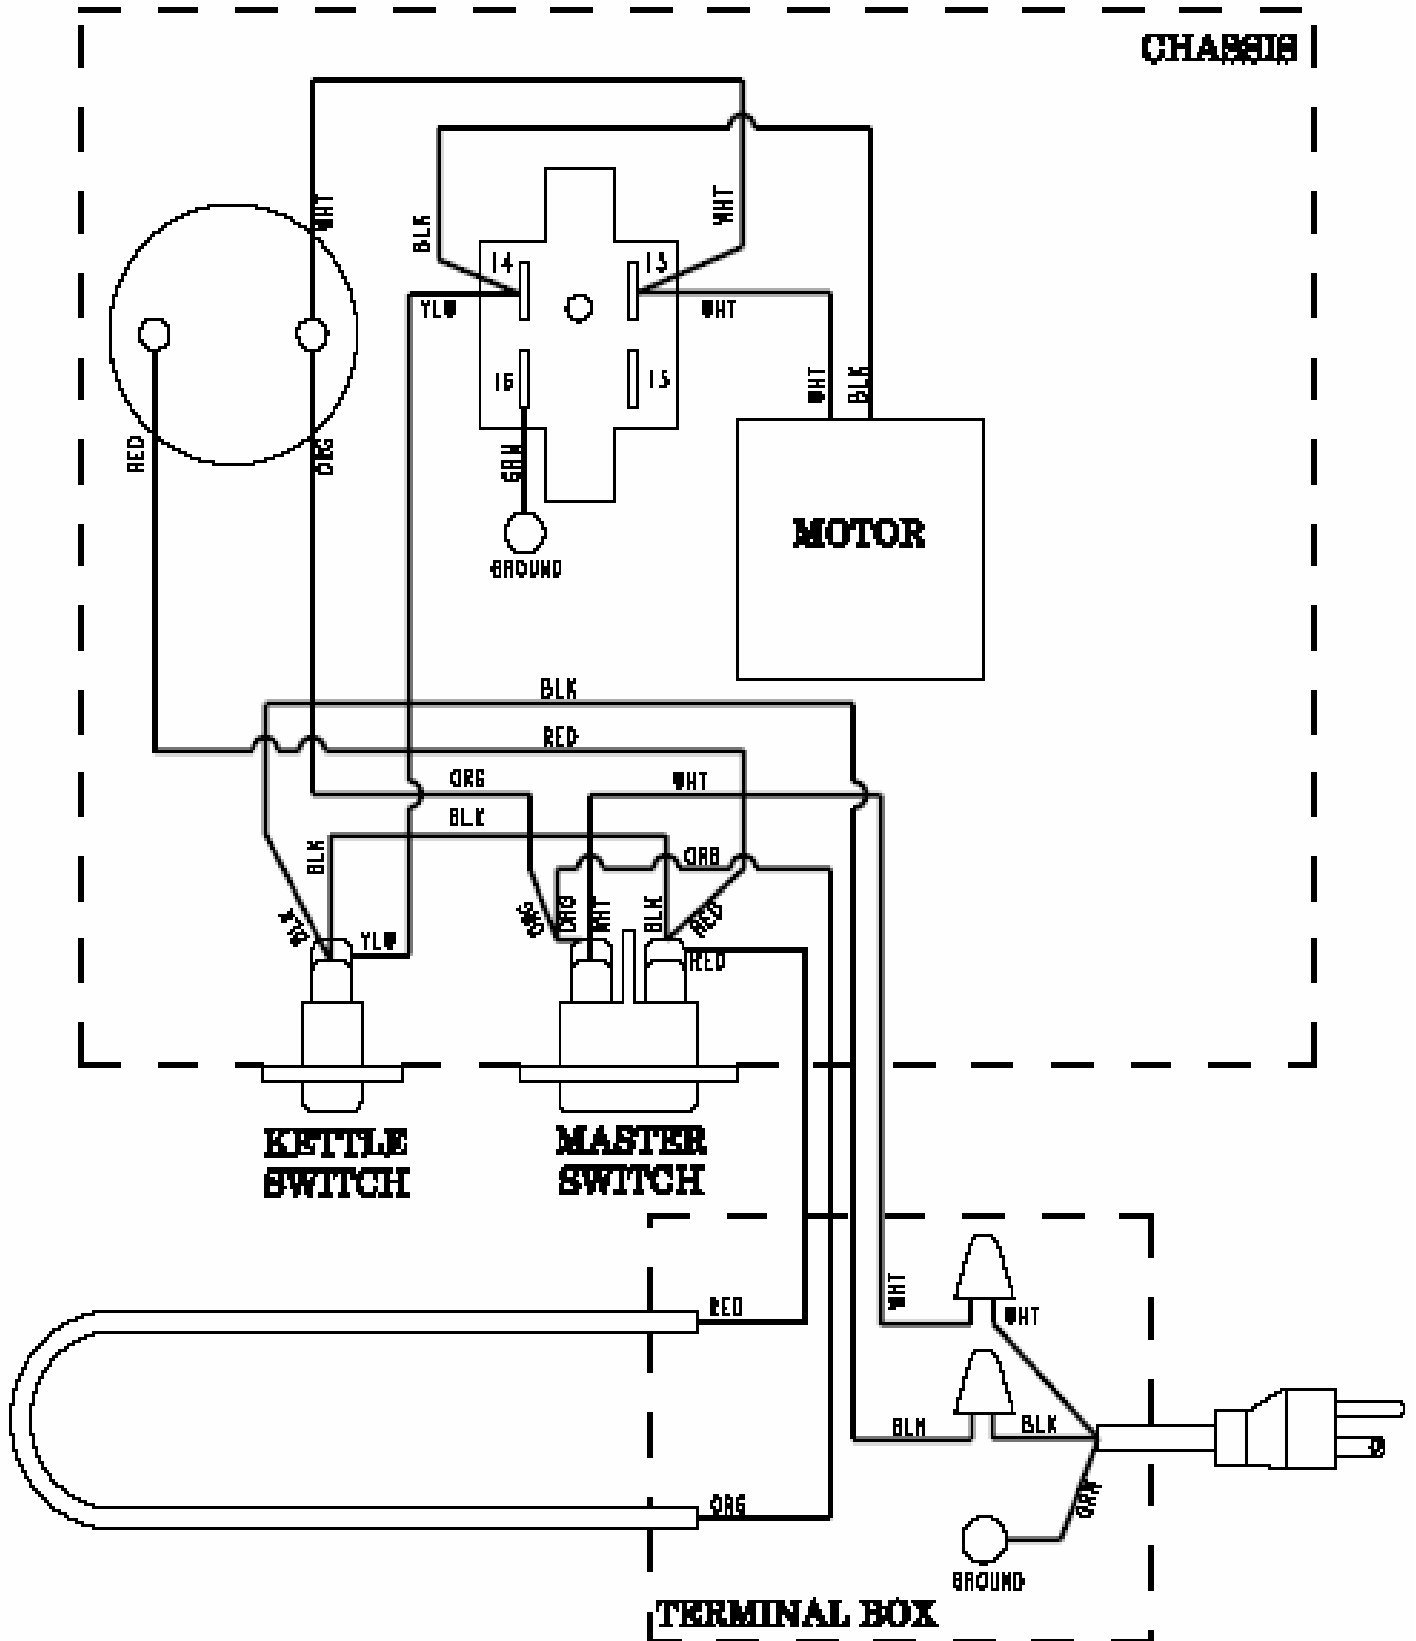 CHASSIS
WHT
BLK
WHT
14
13
YLW
WHT
16
15
WHT
BLK
RED
ORG
GRN
MOTOR
GROUND
BLK
RED
ORG
WHT
BLK
BLK
ORG
BLK
YLW
ORG
ORG
WHT
BLK
RED
RED
KETTLE
SWITCH
MASTER
SWITCH
WHT
RED
WHT
BLK
BLK
ORG
GRN
GROUND
TERMINAL BOX